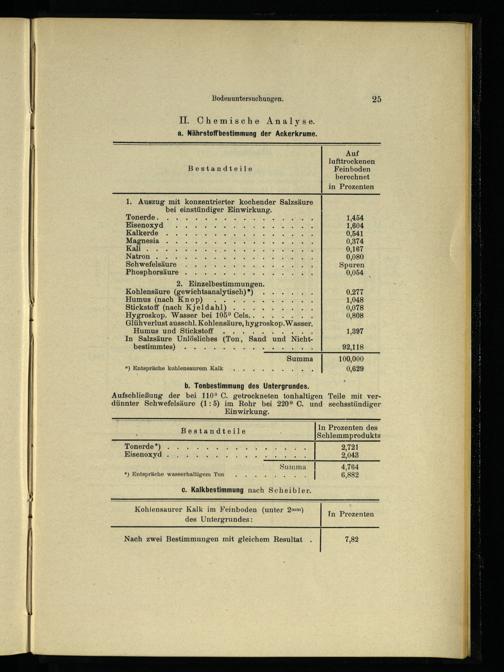 Bodenuntersuchungen. 25
II. Chemische Analyse.
a. Nährstoffbestimmung der Ackerkrume.
Bestandteile
Auf
lufttrockenen
Feinboden
berechnet
in Prozenten
1. Auszug mit konzentrierter kochender Salzsäure
bei einstündiger Einwirkung.
Tonerde . . . . . . . . . . . . . . . 1,454
Eisenoxyd . . . . . . . . . . . . . . 1,604
Kalkerde . . . . . . . . . . . . . . 0,541
Magnesia . . . . . . . . . . . . . . 0,374
Kali . . . . . . . . . . . . . . . . 0,167
Natron . . . . . . . . . . . . . . . 0,080
Schwefelsäure . . . . . . . . . . . . Spuren
Phosphorsäure . . . . . . . . . . . . 0,054
2. Einzelbestimmungen.
Kohlensäure (gewichtsanalytisch)*) . . . . . . 0,277
Humus (nach Knop) . . . . . . . . . . 1,048
Stickstoff (nach Kjeldahl) . . . . . . . . 0,078
Hygroskop. Wasser bei 105° Cels. . . . . . . 0,808
Glühverlust ausschl. Kohlensäure, hygroskop. Wasser,
Humus und Stickstoff . . . . . . . . . 1,397
In Salzsäure Unlösliches (Ton, Sand und Nicht-
bestimmtes) . . . . . . . . . . . . 92,118
Summa 100,000
*) Entspräche kohlensaurem Kalk . . . . . . . . 0,629
b. Tonbestimmung des Untergrundes.
Aufschließung der bei 110° C. getrockneten tonhaltigen Teile mit ver-
dünnter Schwefelsäure (1:5) im Rohr bei 220° C. und sechsstündiger
Einwirkung.
Bestandteile
In Prozenten des
Schlemmprodukts
Tonerde*) . . . . . . . . . . . . . . 2,721
Eisenoxyd . . . . . . . . . . . . . . 2,043
Summa 4,764
*) Entspräche wasserhaltigem Ton . . . . . . . . 6,882
c. Kalkbestimmung nach Scheibler.
Kohlensaurer Kalk im Feinboden (unter 2mm)
des Untergrundes:
In Prozenten
Nach zwei Bestimmungen mit gleichem Resultat . 7,82